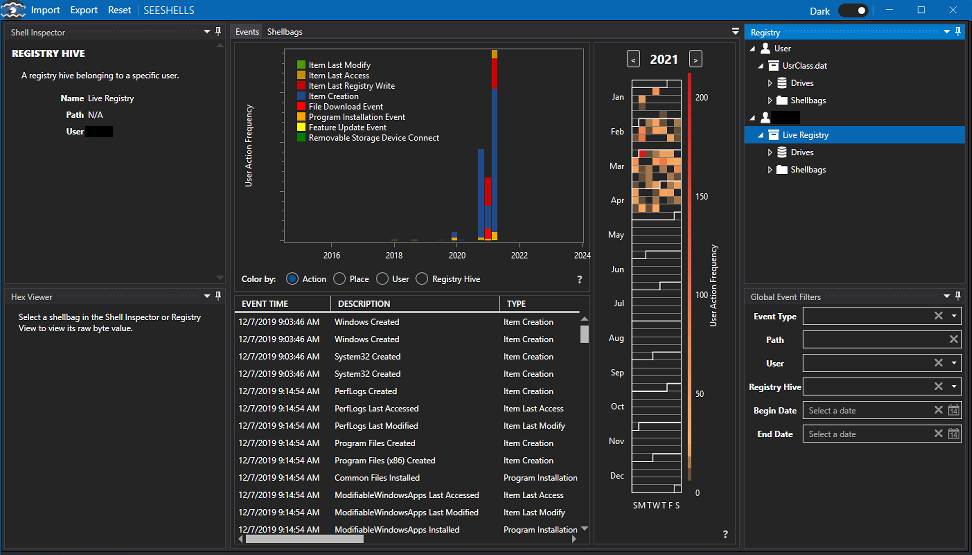 Import Export Reset SEESHELLS Dark
Shell Inspector
REGISTRY HIVE
A registry hive belonging to a specific user.
Name Live Registry
Path N/A
User
Hex Viewer
Select a shellbag in the Shell Inspector or Registry
View to view its raw byte value.
Events Shellbags
User Action Frequency
Item Last Modify
Item Last Access
Item Last Registry Write
Item Creation
File Download Event
Program Installation Event
Feature Update Event
Removable Storage Device Connect
2016 2018 2020 2022 2024
Color by: Action Place User Registry Hive ?
EVENT TIME DESCRIPTION TYPE
12/7/2019 9:03:46 AM Windows Created Item Creation
12/7/2019 9:03:46 AM Windows Created Item Creation
12/7/2019 9:03:46 AM System32 Created Item Creation
12/7/2019 9:03:46 AM System32 Created Item Creation
12/7/2019 9:14:54 AM PerfLogs Created Item Creation
12/7/2019 9:14:54 AM PerfLogs Last Accessed Item Last Access
12/7/2019 9:14:54 AM PerfLogs Last Modified Item Last Modify
12/7/2019 9:14:54 AM Program Files Created Item Creation
12/7/2019 9:14:54 AM Program Files (x86) Created Item Creation
12/7/2019 9:14:54 AM Common Files Installed Program Installation
12/7/2019 9:14:54 AM ModifiableWindowsApps Last Accessed Item Last Access
12/7/2019 9:14:54 AM ModifiableWindowsApps Last Modified Item Last Modify
12/7/2019 9:14:54 AM ModifiableWindowsApps Installed Program Installation
< 2021 >
Jan
Feb
Mar
Apr
May
Jun
Jul
Aug
Sep
Oct
Nov
Dec
S M T W T F S
200
150
100
50
0
User Action Frequency
?
Registry
User
UsrClass.dat
Drives
Shellbags
Live Registry
Drives
Shellbags
Global Event Filters
Event Type
Path
User
Registry Hive
Begin Date Select a date
End Date Select a date